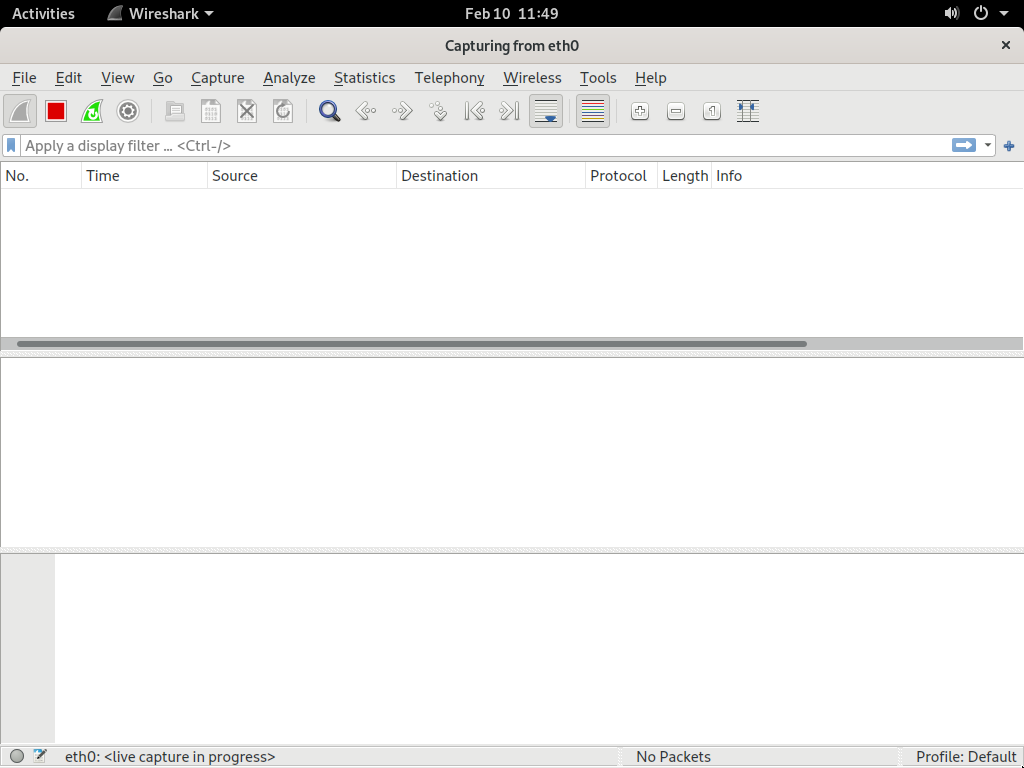 Activities Wireshark Feb 10 11:49
Capturing from eth0
File Edit View Go Capture Analyze Statistics Telephony Wireless Tools Help
Apply a display filter ... <Ctrl-/>
No. Time Source Destination Protocol Length Info
eth0: <live capture in progress> No Packets Profile: Default